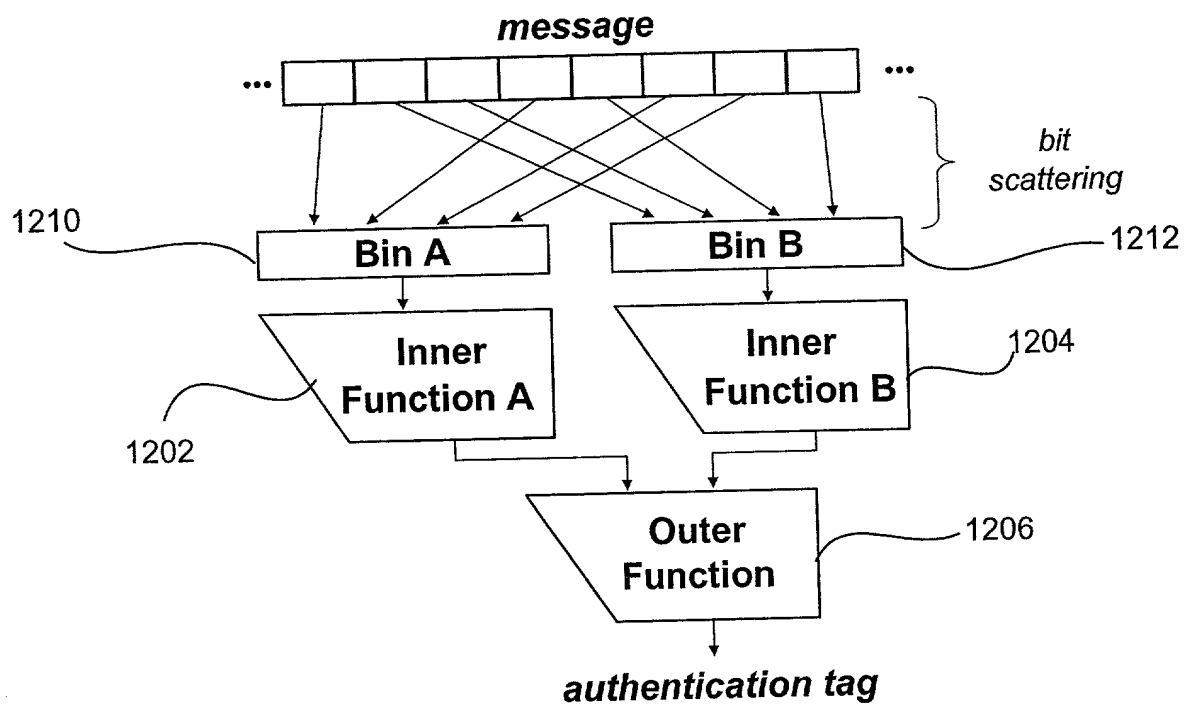 message
... ...
bit
scattering
1210
Bin A
Bin B
1212
Inner
Function A
Inner
Function B
1204
1202
Outer
Function
1206
authentication tag